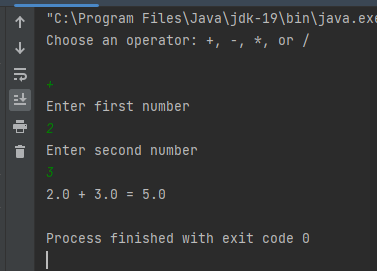 "C:\Program Files\Java\jdk-19\bin\java.exe
Choose an operator: +, -, *, or /
+
Enter first number
2
Enter second number
3
2.0 + 3.0 = 5.0
Process finished with exit code 0